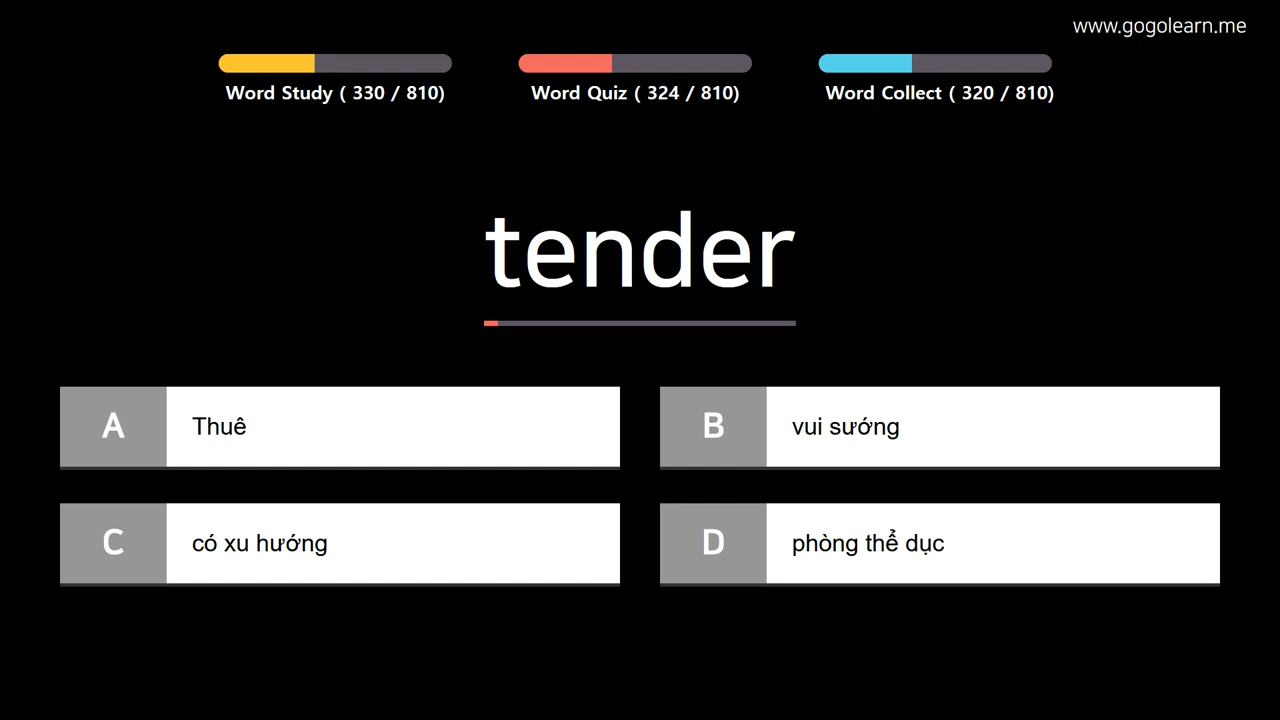 www.gogolearn.me
Word Study ( 330 / 810)
Word Quiz ( 324 / 810)
Word Collect ( 320 / 810)
tender
A Thuê
B vui sướng
C có xu hướng
D phòng thể dục